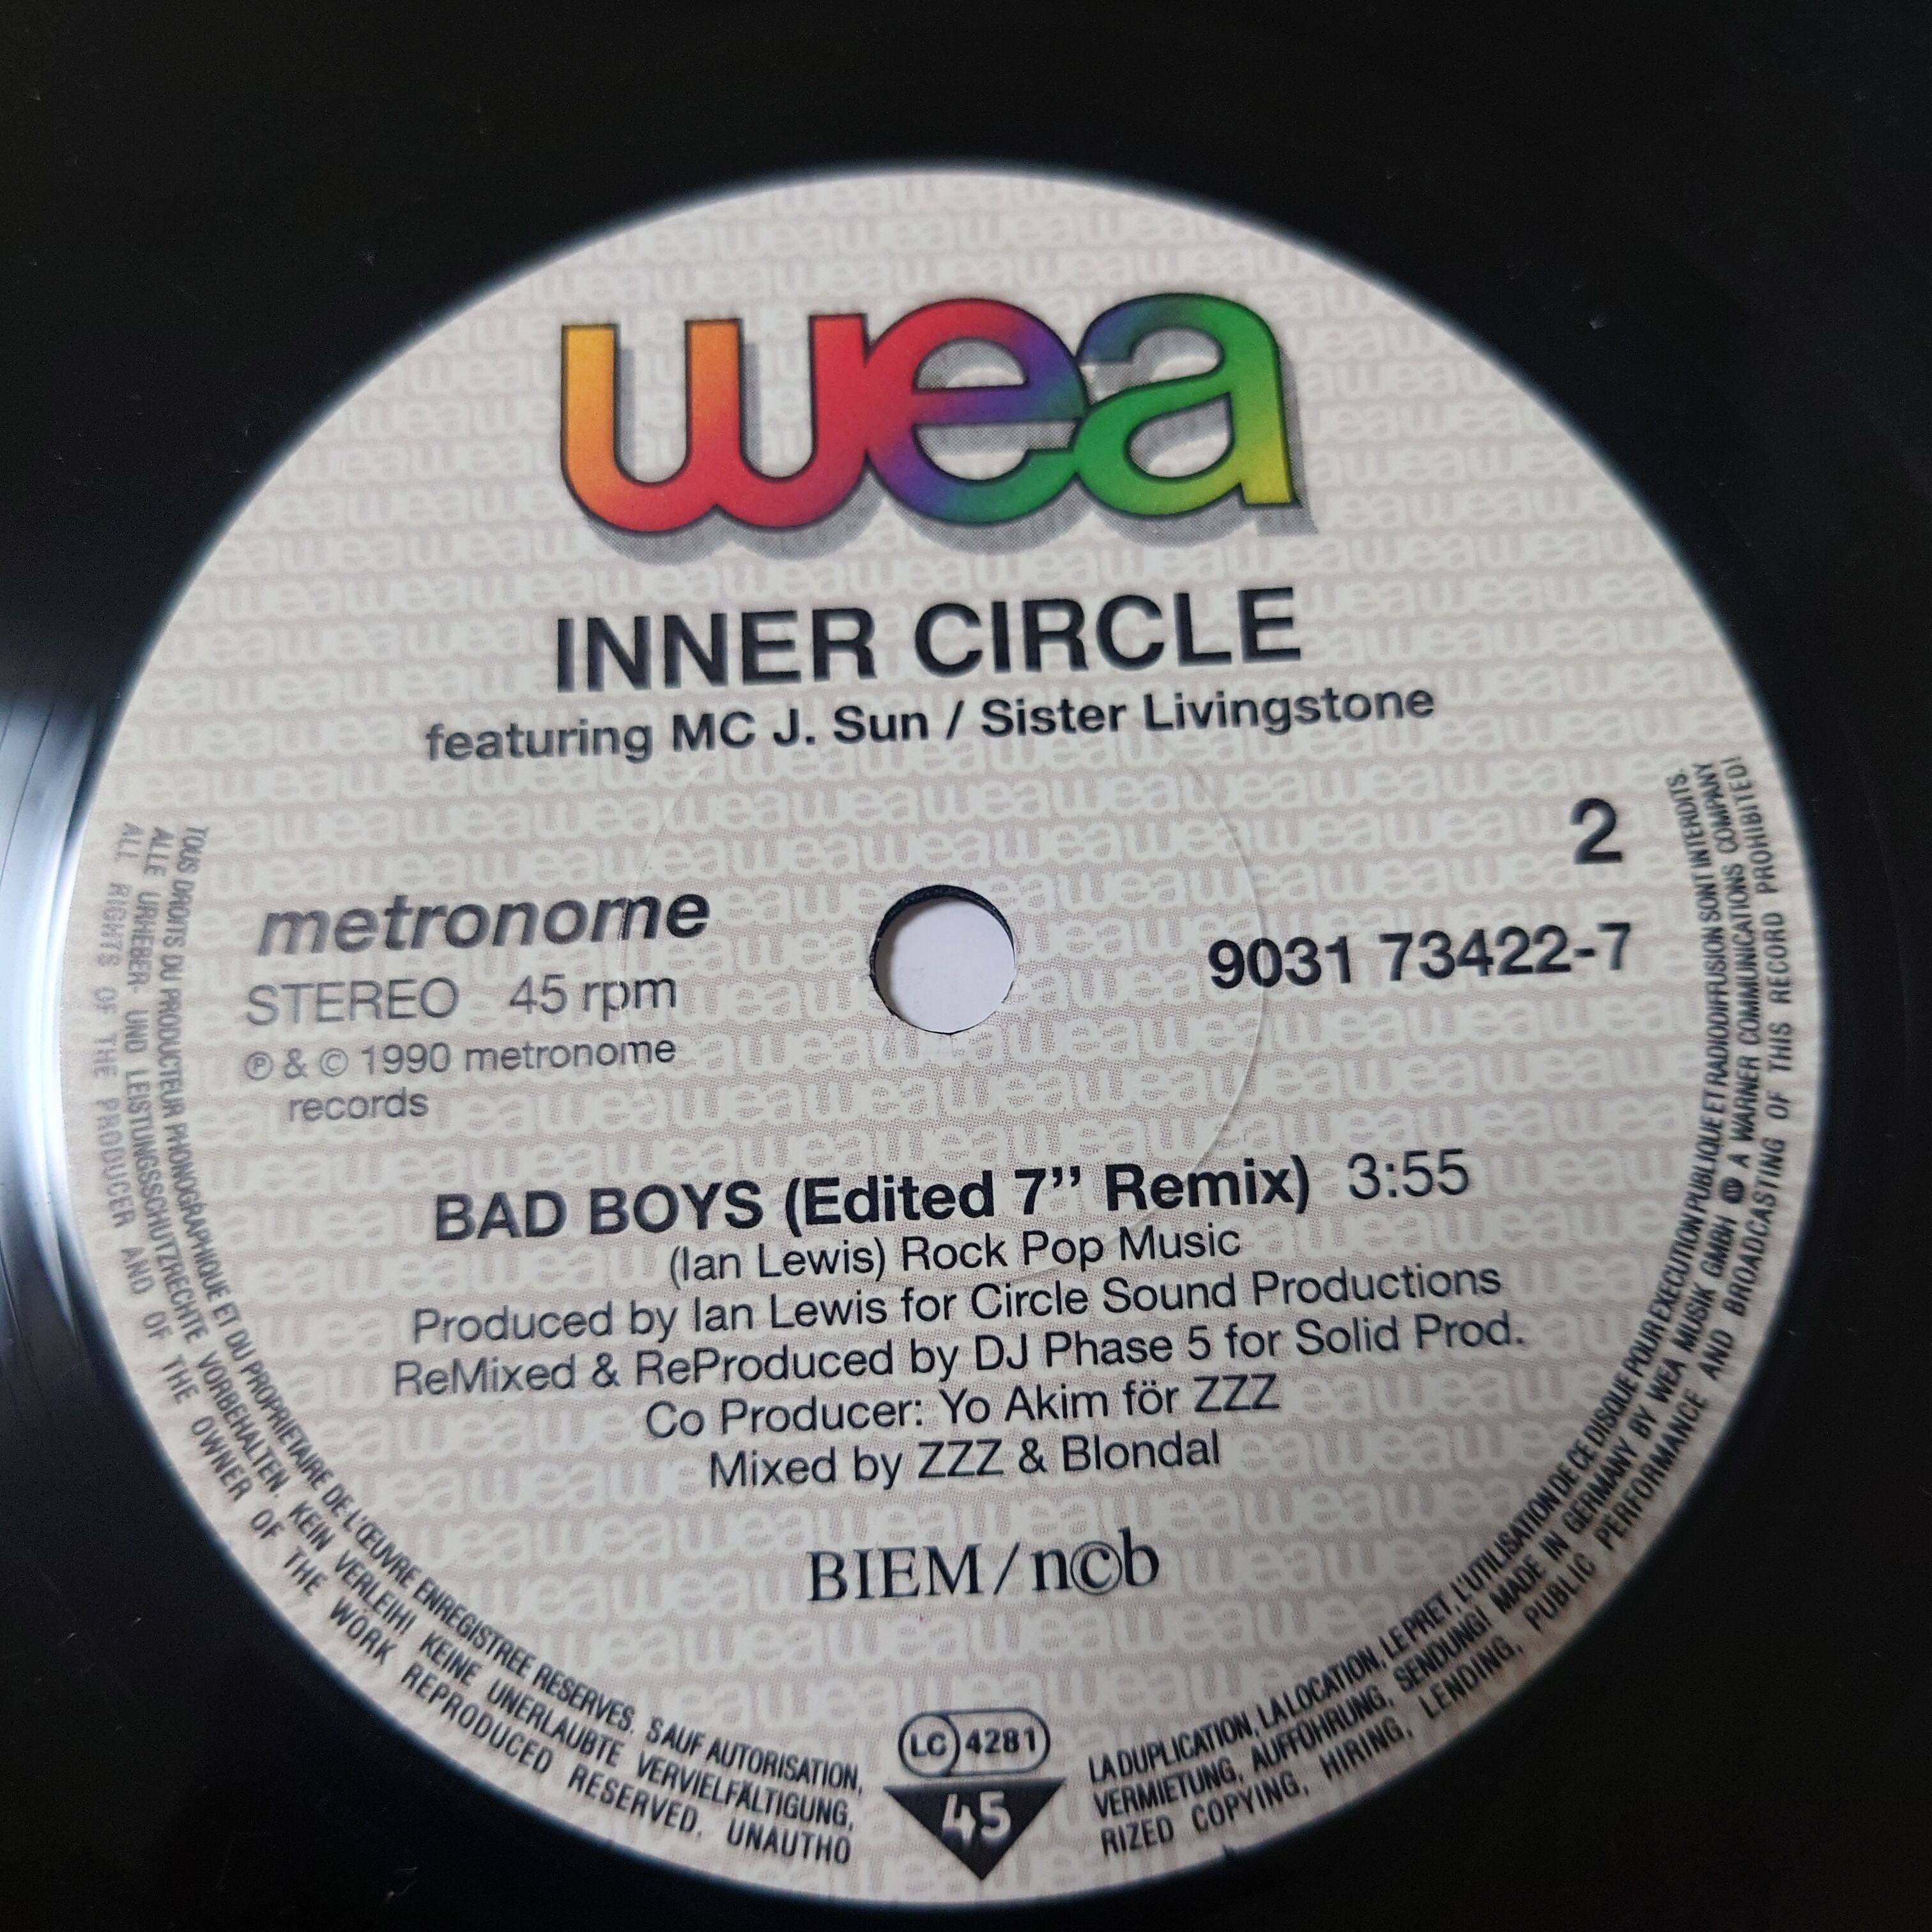 wea
INNER CIRCLE
featuring MC J. Sun / Sister Livingstone
2
metronome
9031 73422-7
STEREO 45 rpm
℗ & © 1990 metronome
records
BAD BOYS (Edited 7” Remix) 3:55
(Ian Lewis) Rock Pop Music
Produced by Ian Lewis for Circle Sound Productions
ReMixed & ReProduced by DJ Phase 5 for Solid Prod.
Co Producer: Yo Akim för ZZZ
Mixed by ZZZ & Blondal
BIEM/n©b
LC 4281
45
TOUS DROITS DU PRODUCTEUR PHONOGRAPHIQUE ET DU PROPRIETAIRE DE L'ŒUVRE ENREGISTREE RESERVES. SAUF AUTORISATION, LA DUPLICATION, LA LOCATION, LE PRET, L'UTILISATION DE CE DISQUE POUR EXECUTION PUBLIQUE ET RADIODIFFUSION SONT INTERDITS.
ALLE URHEBER- UND LEISTUNGSSCHUTZRECHTE VORBEHALTEN. KEIN VERLEIH! KEINE UNERLAUBTE VERVIELFÄLTIGUNG, VERMIETUNG, AUFFÜHRUNG, SENDUNG! MADE IN GERMANY BY WEA MUSIK GMBH A WARNER COMMUNICATIONS COMPANY
ALL RIGHTS OF THE PRODUCER AND OF THE OWNER OF THE WORK REPRODUCED RESERVED. UNAUTHORIZED COPYING, HIRING, LENDING, PUBLIC PERFORMANCE AND BROADCASTING OF THIS RECORD PROHIBITED!